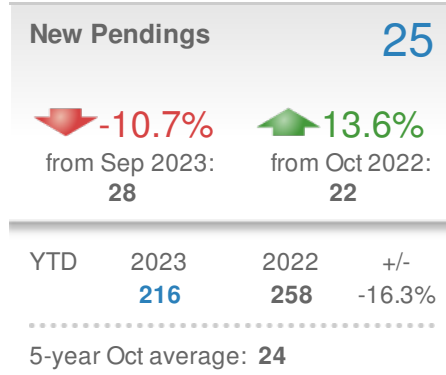 New Pendings 25
-10.7% 13.6%
from Sep 2023: from Oct 2022:
28 22
YTD 2023 2022 +/-
216 258 -16.3%
5-year Oct average: 24